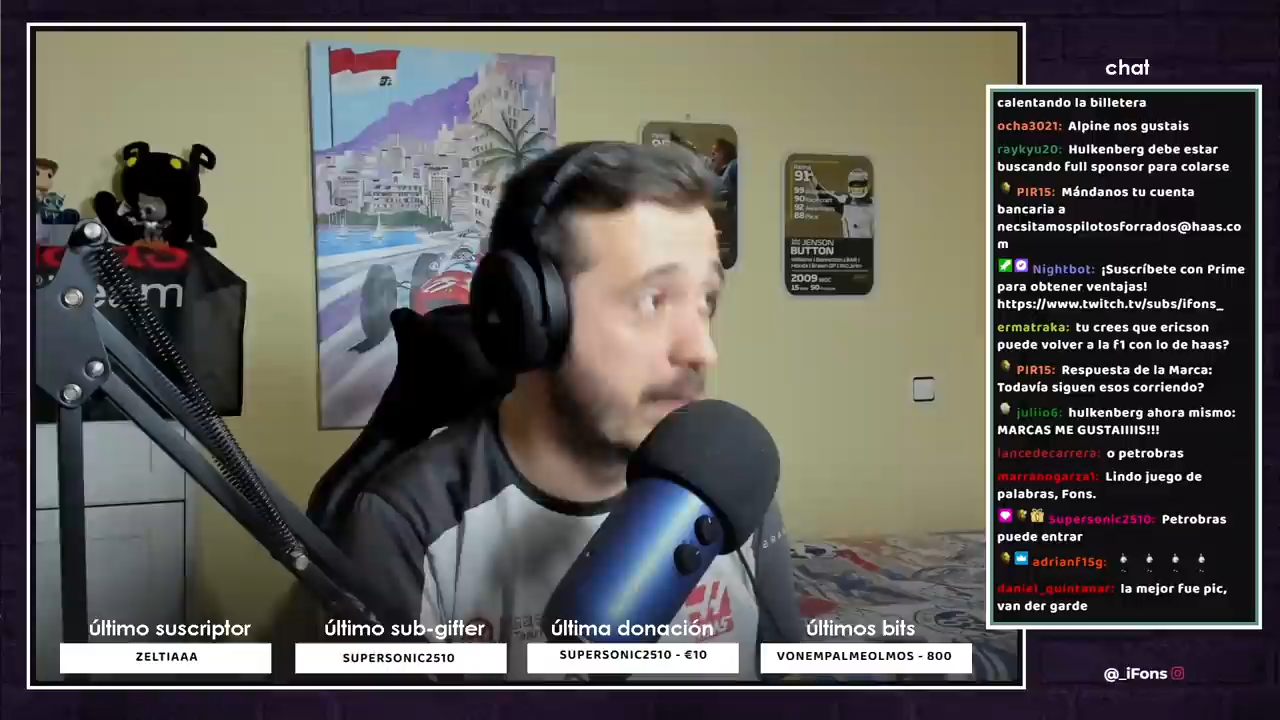 chat
calentando la billetera
ocha3021: Alpine nos gustais
raykyu20: Hulkenberg debe estar
buscando full sponsor para colarse
PIR15: Mándanos tu cuenta
bancaria a
necsitamospilotosforrados@haas.co
m
Nightbot: ¡Suscríbete con Prime
para obtener ventajas!
https://www.twitch.tv/subs/ifons_
ermatraka: tu crees que ericson
puede volver a la f1 con lo de haas?
PIR15: Respuesta de la Marca:
Todavía siguen esos corriendo?
juliio6: hulkenberg ahora mismo:
MARCAS ME GUSTAIIIIS!!!
lancedecarrera: o petrobras
marranogarza1: Lindo juego de
palabras, Fons.
Supersonic2510: Petrobras
puede entrar
adrianf15g:
daniel_quintanar: la mejor fue pic,
van der garde
@_iFons
91
JENSON
BUTTON
2009 WDC
eam
HAAS
último suscriptor
ZELTIAAA
último sub-gifter
SUPERSONIC2510
última donación
SUPERSONIC2510 - €10
últimos bits
VONEMPALMEOLMOS - 800